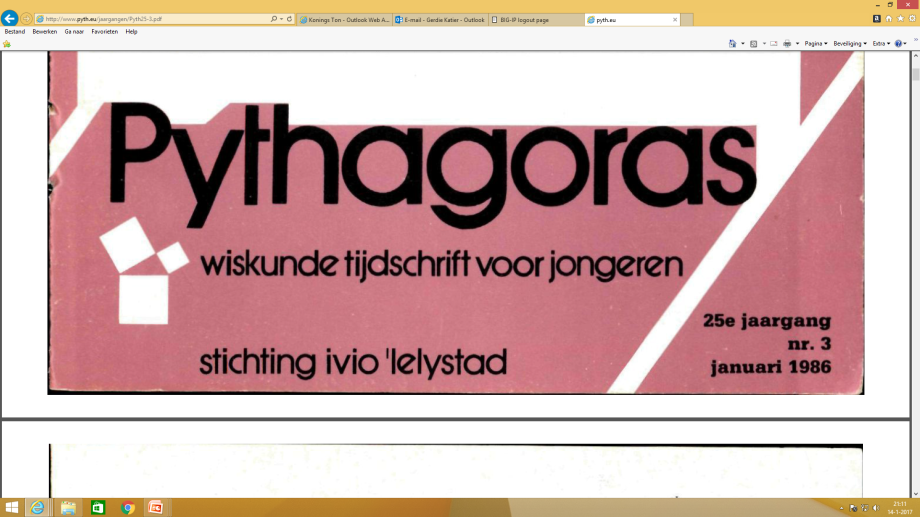 http://www.pyth.eu/jaargangen/Pyth25-3.pdf
Konings Ton - Outlook Web A...
E-mail - Gerdie Katier - Outlook
BIG-IP logout page
pyth.eu
Bestand Bewerken Ga naar Favorieten Help
Pagina Beveiliging Extra
Pythagoras
wiskunde tijdschrift voor jongeren
25e jaargang
nr. 3
januari 1986
stichting ivio 'lelystad
21:11
14-1-2017